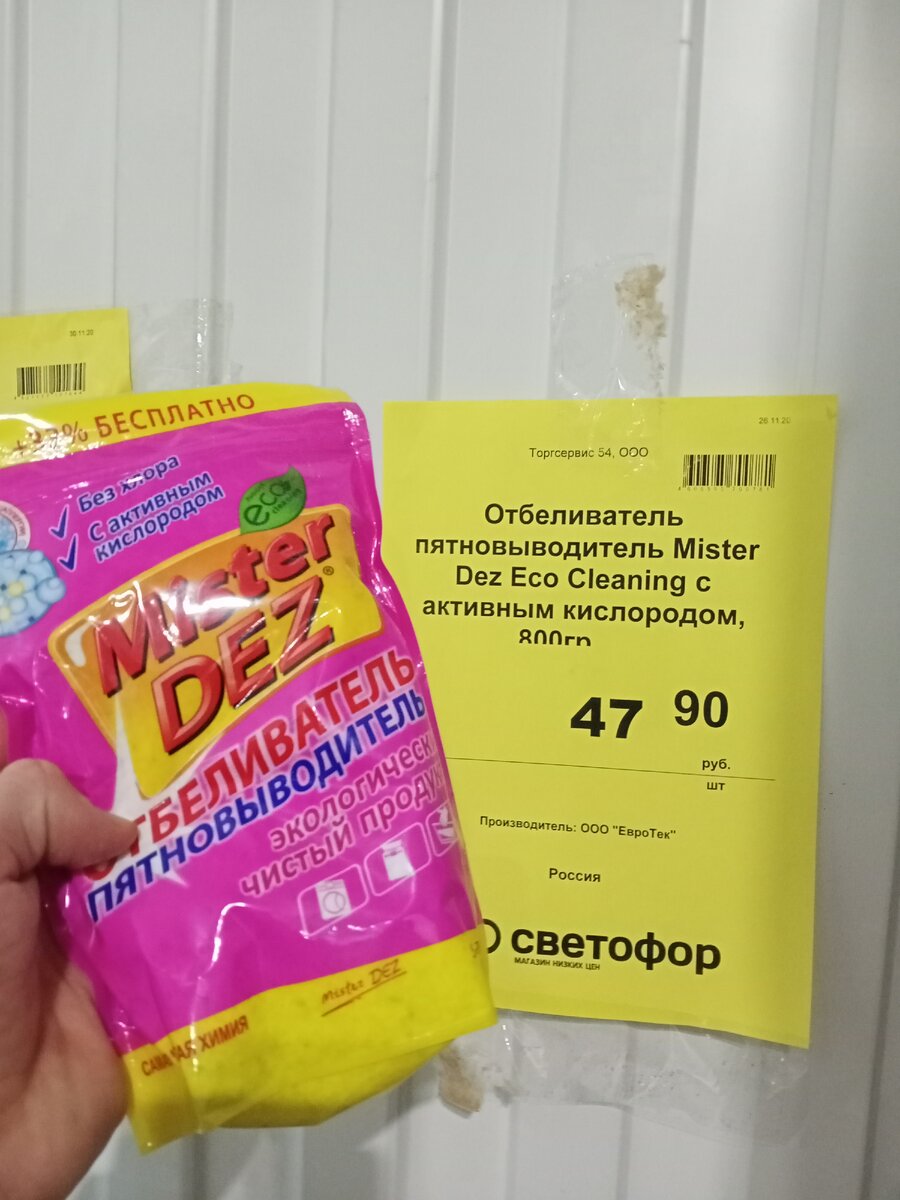 30.11.20
БЕСПЛАТНО
Без хлора
С активным
кислородом
eco
cleaning
Mister
DEZ®
ОТБЕЛИВАТЕЛЬ
ПЯТНОВЫВОДИТЕЛЬ
экологически
чистый продукт
Mister DEZ
ХИМИЯ
26.11.20
Торгсервис 54, ООО
Отбеливатель
пятновыводитель Mister
Dez Eco Cleaning с
активным кислородом,
800гр
47 90
руб.
шт
Производитель: ООО "ЕвроТек"
Россия
светофор
МАГАЗИН НИЗКИХ ЦЕН